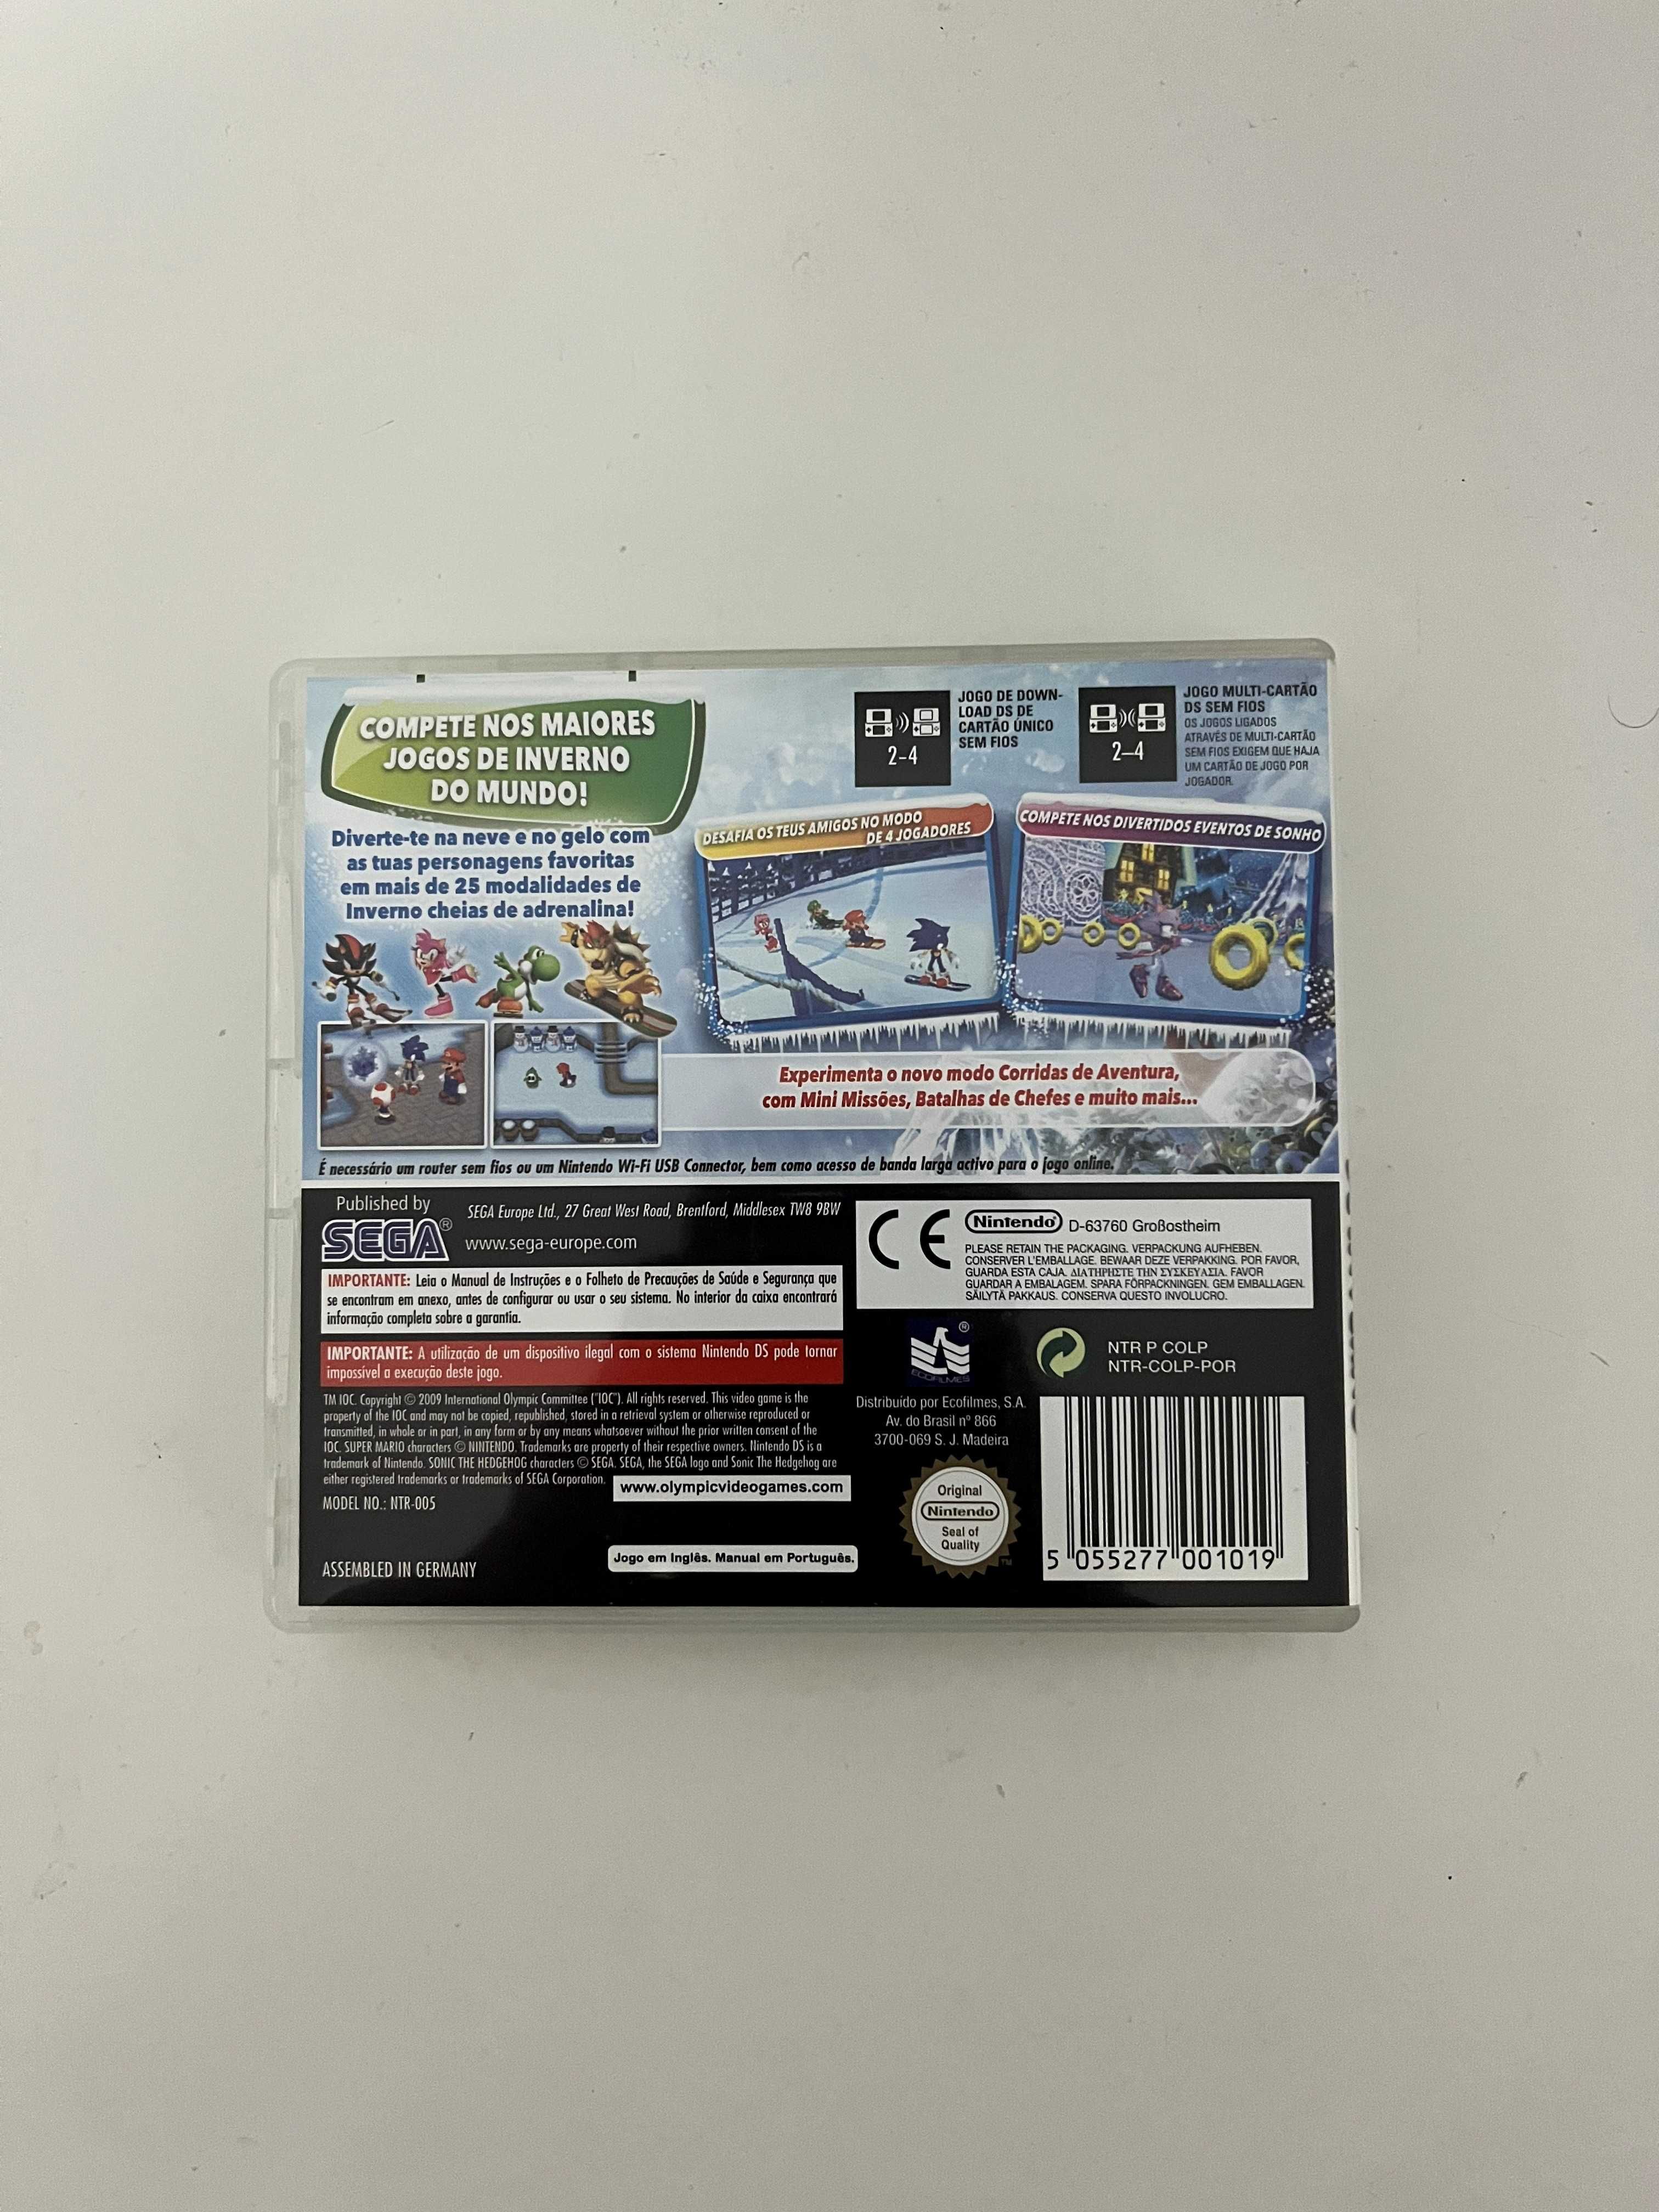 COMPETE NOS MAIORES
JOGOS DE INVERNO
DO MUNDO!
Diverte-te na neve e no gelo com
as tuas personagens favoritas
em mais de 25 modalidades de
Inverno cheias de adrenalina!
2-4
JOGO DE DOWN-
LOAD DS DE
CARTÃO ÚNICO
SEM FIOS
2-4
JOGO MULTI-CARTÃO
DS SEM FIOS
OS JOGOS LIGADOS
ATRAVÉS DE MULTI-CARTÃO
SEM FIOS EXIGEM QUE HAJA
UM CARTÃO DE JOGO POR
JOGADOR.
DESAFIA OS TEUS AMIGOS NO MODO
DE 4 JOGADORES
COMPETE NOS DIVERTIDOS EVENTOS DE SONHO
Experimenta o novo modo Corridas de Aventura,
com Mini Missões, Batalhas de Chefes e muito mais...
É necessário um router sem fios ou um Nintendo Wi-Fi USB Connector, bem como acesso de banda larga activo para o jogo online.
Published by
SEGA®
SEGA Europe Ltd., 27 Great West Road, Brentford, Middlesex TW8 9BW
www.sega-europe.com
IMPORTANTE: Leia o Manual de Instruções e o Folheto de Precauções de Saúde e Segurança que
se encontram em anexo, antes de configurar ou usar o seu sistema. No interior da caixa encontrará
informação completa sobre a garantia.
IMPORTANTE: A utilização de um dispositivo ilegal com o sistema Nintendo DS pode tornar
impossível a execução deste jogo.
TM IOC. Copyright © 2009 International Olympic Committee ("IOC"). All rights reserved. This video game is the
property of the IOC and may not be copied, republished, stored in a retrieval system or otherwise reproduced or
transmitted, in whole or in part, in any form or by any means whatsoever without the prior written consent of the
IOC. SUPER MARIO characters © NINTENDO. Trademarks are property of their respective owners. Nintendo DS is a
trademark of Nintendo. SONIC THE HEDGEHOG characters © SEGA. SEGA, the SEGA logo and Sonic The Hedgehog are
either registered trademarks or trademarks of SEGA Corporation.
www.olympicvideogames.com
MODEL NO.: NTR-005
ASSEMBLED IN GERMANY
Jogo em Inglês. Manual em Português.
CE
Nintendo® D-63760 Großostheim
PLEASE RETAIN THE PACKAGING. VERPACKUNG AUFHEBEN.
CONSERVER L'EMBALLAGE. BEWAAR DEZE VERPAKKING. POR FAVOR,
GUARDA ESTA CAJA. ΔΙΑΤΗΡΗΣΤΕ ΤΗΝ ΣΥΣΚΕΥΑΣΙΑ. FAVOR
GUARDAR A EMBALAGEM. SPARA FÖRPACKNINGEN. GEM EMBALLAGEN.
SÄILYTÄ PAKKAUS. CONSERVA QUESTO INVOLUCRO.
ECOFILMES
NTR P COLP
NTR-COLP-POR
Distribuído por Ecofilmes, S.A.
Av. do Brasil nº 866
3700-069 S. J. Madeira
Original
Nintendo
Seal of
Quality
TM
5 055277 001019